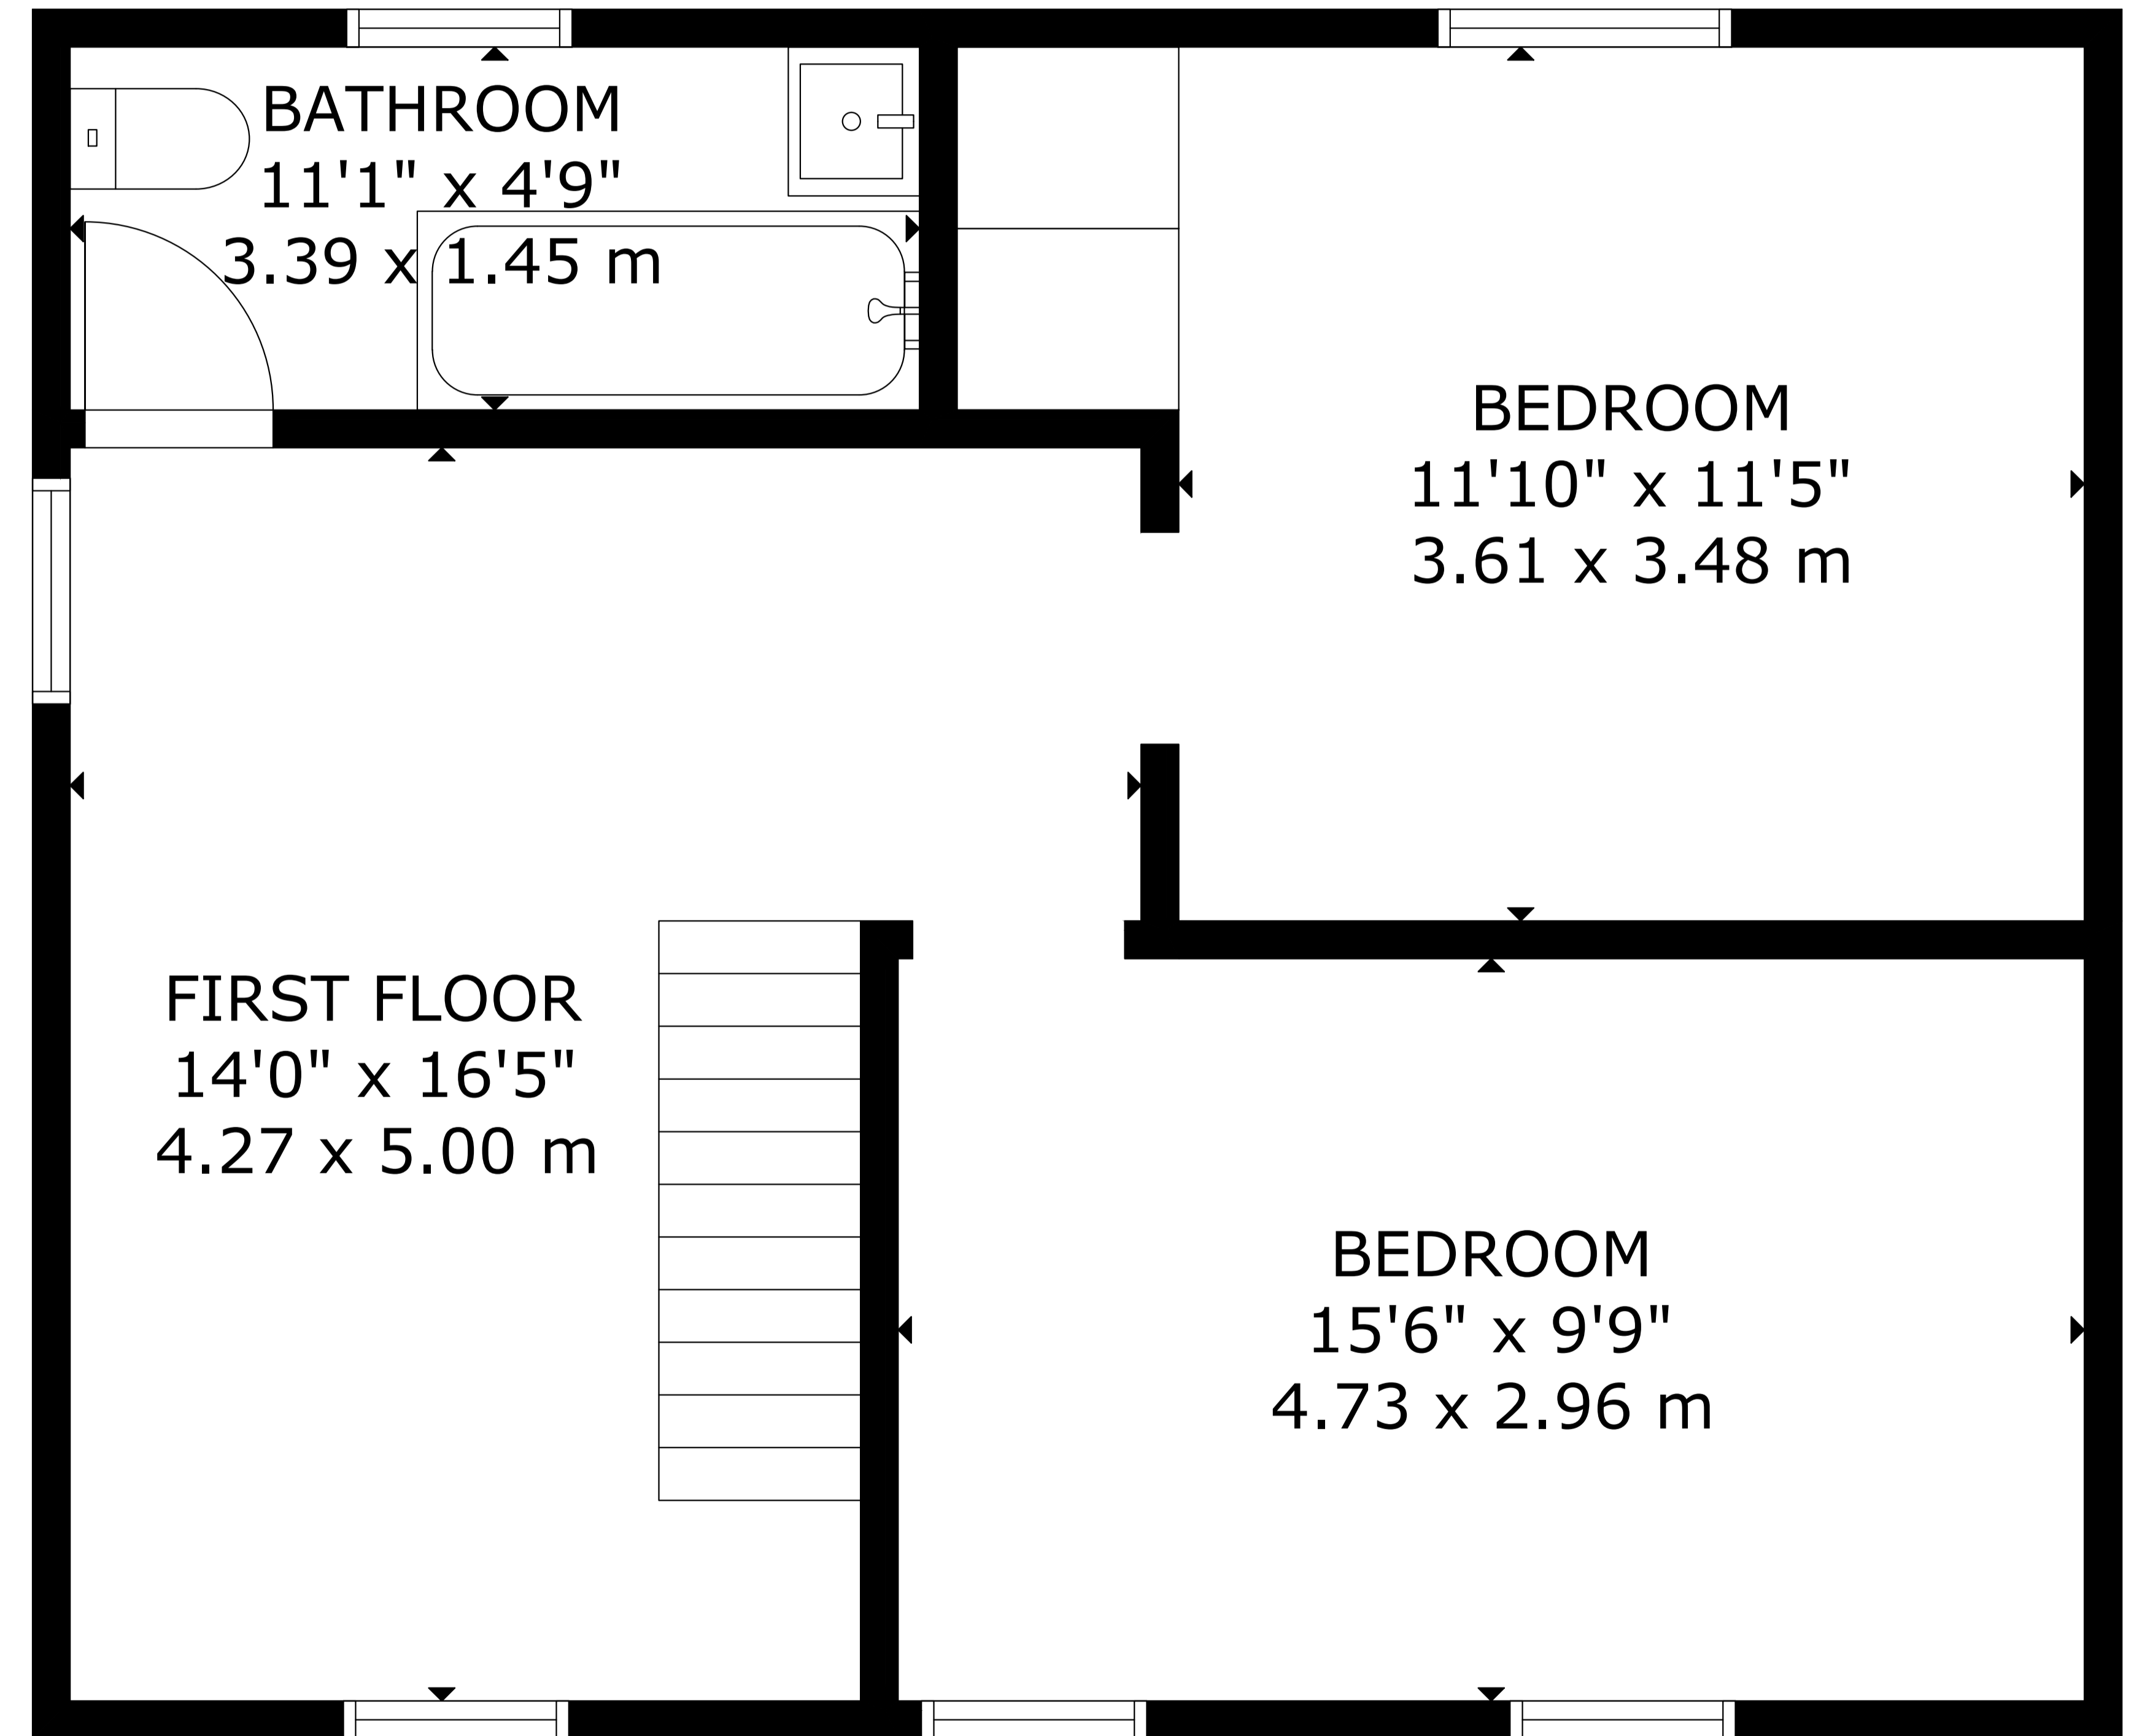 BATHROOM
11'1" x 4'9"
3.39 x 1.45 m
BEDROOM
11'10" x 11'5"
3.61 x 3.48 m
FIRST FLOOR
14'0" x 16'5"
4.27 x 5.00 m
BEDROOM
15'6" x 9'9"
4.73 x 2.96 m